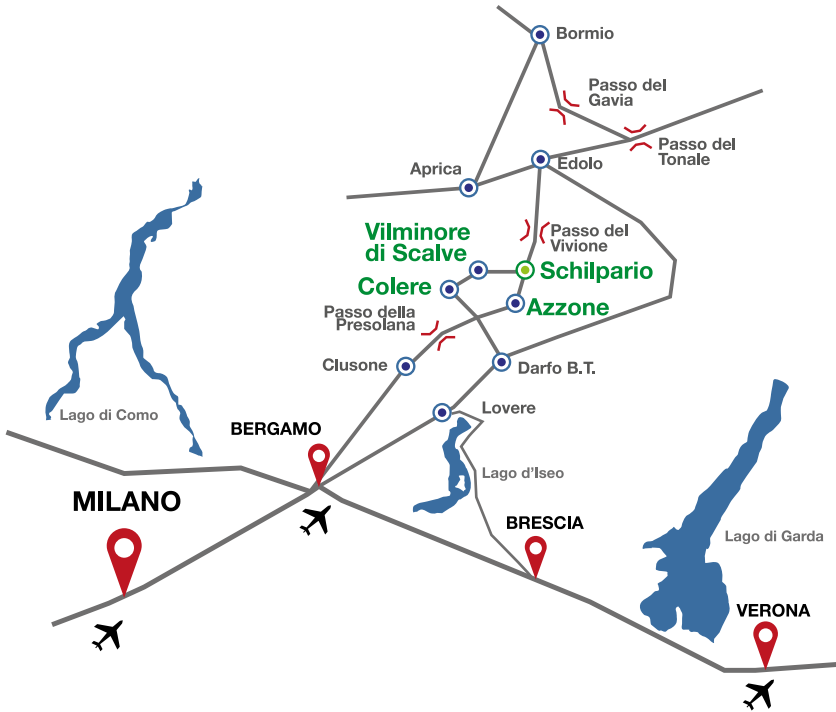 Bormio
Passo del
Gavia
Passo del
Tonale
Aprica
Edolo
Vilminore
di Scalve
Passo del
Vivione
Schilpario
Colere
Azzone
Passo della
Presolana
Clusone
Darfo B.T.
Lovere
Lago di Como
BERGAMO
Lago d'Iseo
MILANO
BRESCIA
Lago di Garda
VERONA